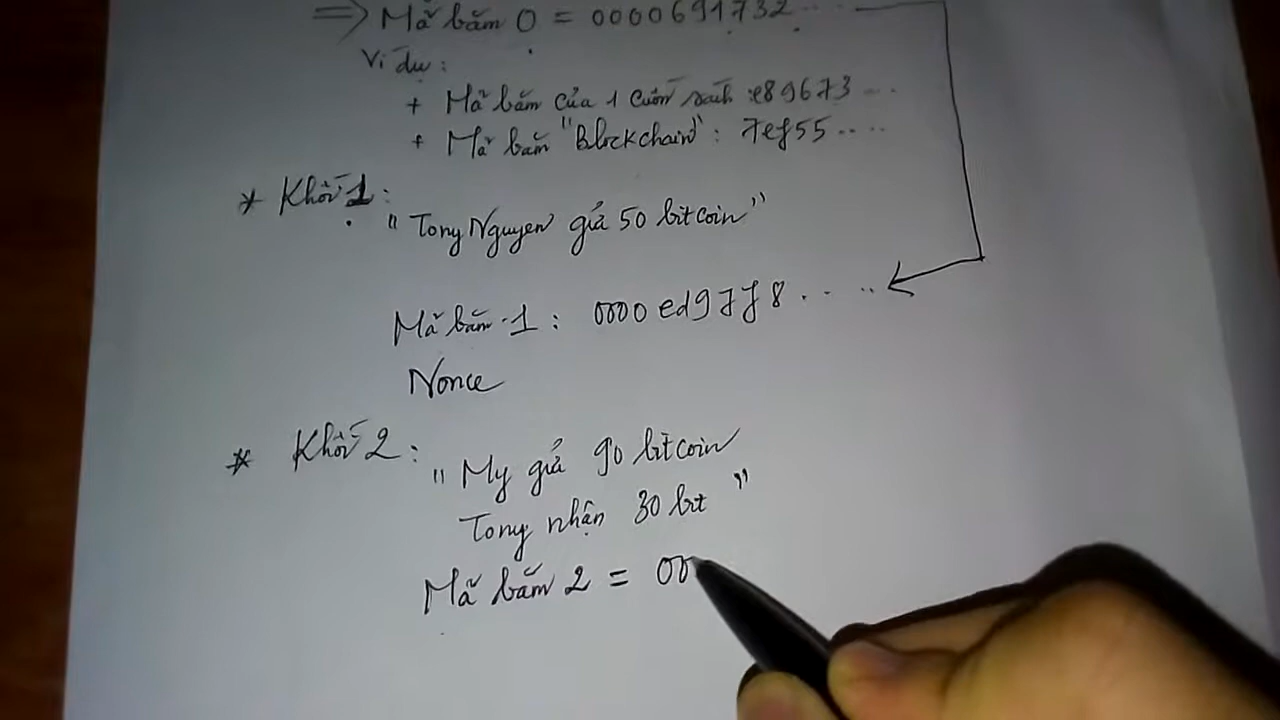 => Mã băm 0 = 0000691732....
Ví dụ:
+ Mã băm của 1 cuốn sách: e89673...
+ Mã băm "Blockchain": 7ef55....
* Khối 1:
"Tony Nguyen gửi 50 bitcoin"
Mã băm 1: 0000ed97f8....
Nonce
* Khối 2:
"My gửi 90 bitcoin
Tony nhận 30 bit"
Mã băm 2 = 00